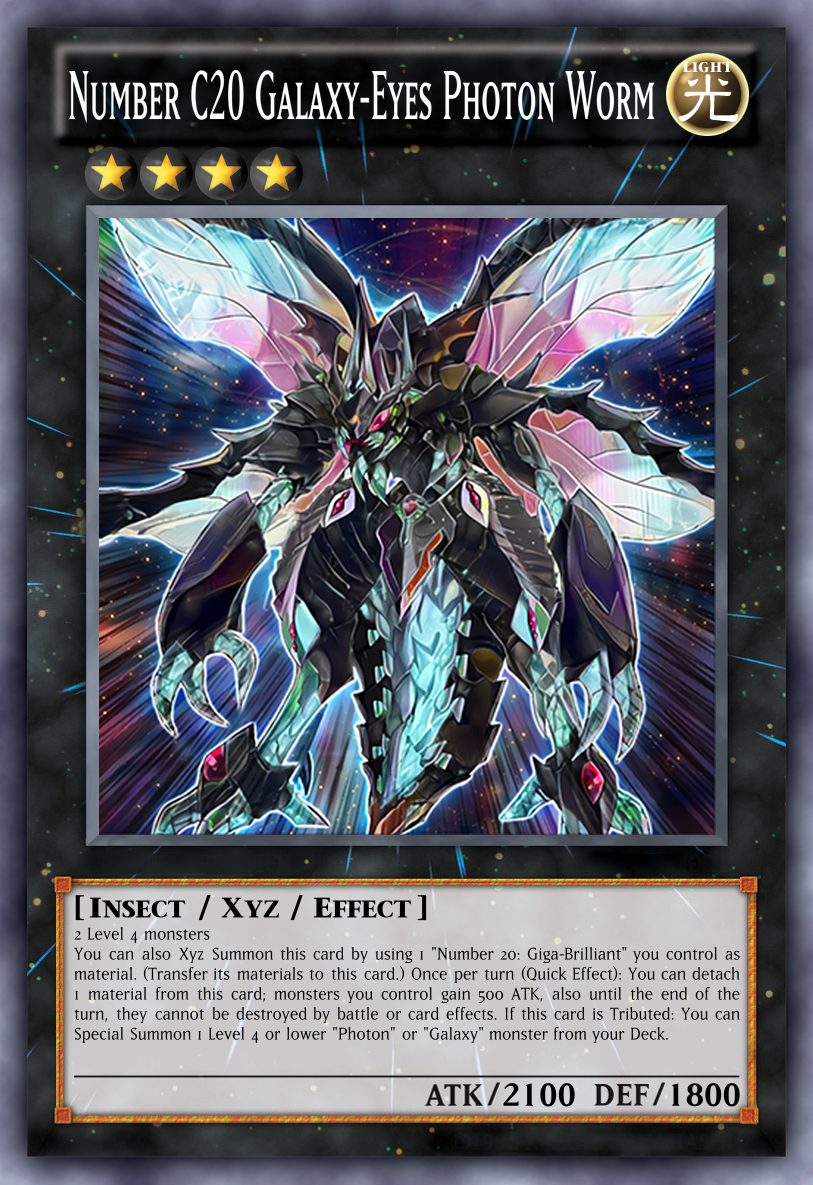 Number C20 Galaxy-Eyes Photon Worm
LIGHT
光
[ Insect / Xyz / Effect ]
2 Level 4 monsters
You can also Xyz Summon this card by using 1 "Number 20: Giga-Brilliant" you control as
material. (Transfer its materials to this card.) Once per turn (Quick Effect): You can detach
1 material from this card; monsters you control gain 500 ATK, also until the end of the
turn, they cannot be destroyed by battle or card effects. If this card is Tributed: You can
Special Summon 1 Level 4 or lower "Photon" or "Galaxy" monster from your Deck.
ATK/2100 DEF/1800